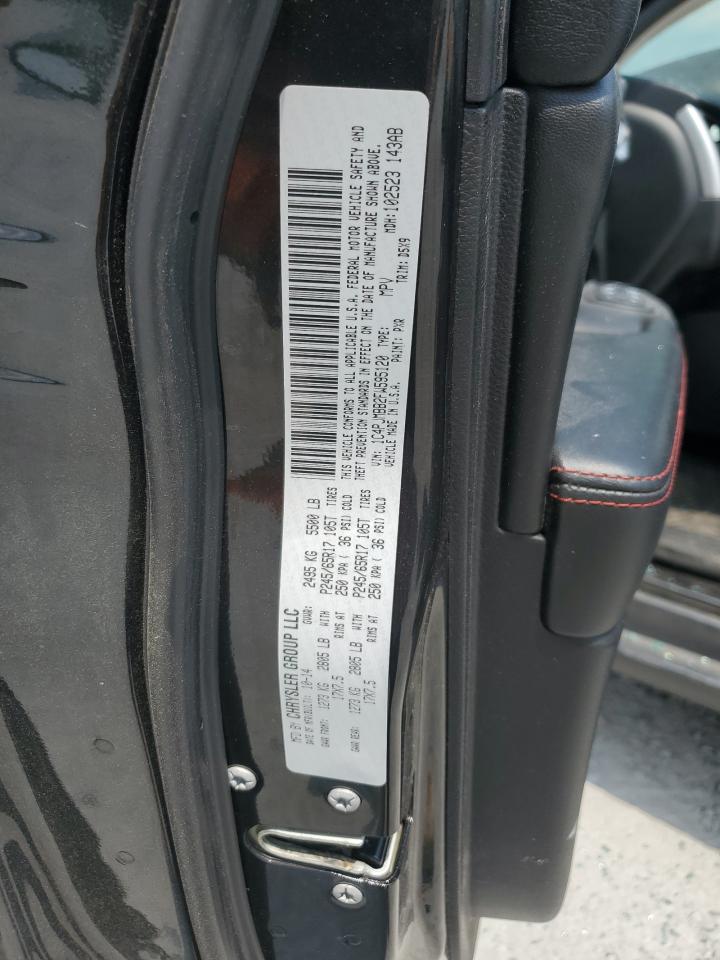 MFD BY CHRYSLER GROUP LLC
DATE OF MFR(BUILT): 10-14 GVWR: 2495 KG 5500 LB
GAWR FRONT: 1273 KG 2805 LB WITH P245/65R17 105T TIRES
17X7.5 RIMS AT 250 KPA ( 36 PSI) COLD
GAWR REAR: 1273 KG 2805 LB WITH P245/65R17 105T TIRES
17X7.5 RIMS AT 250 KPA ( 36 PSI) COLD
THIS VEHICLE CONFORMS TO ALL APPLICABLE U.S.A. FEDERAL MOTOR VEHICLE SAFETY AND
THEFT PREVENTION STANDARDS IN EFFECT ON THE DATE OF MANUFACTURE SHOWN ABOVE.
VIN: 1C4PJMBB2FW595120 TYPE: MPV MDH: 102523 143AB
VEHICLE MADE IN U.S.A. PAINT: PXR TRIM: D5X9